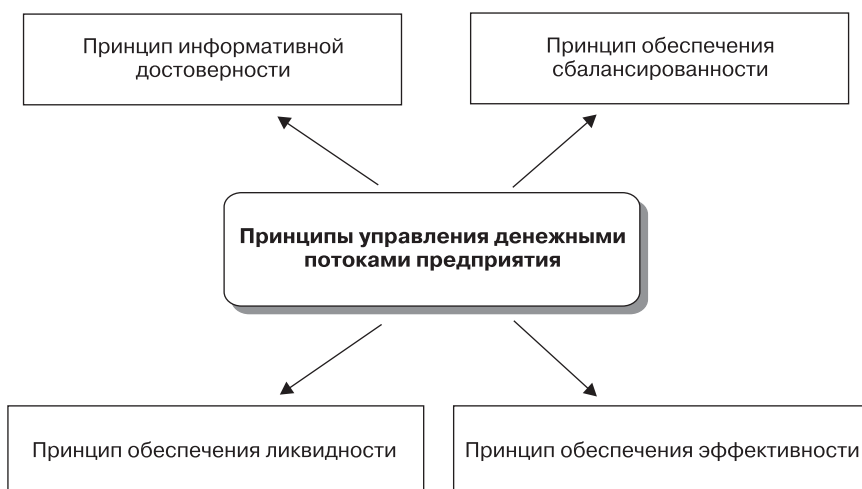 Принцип информативной
достоверности
Принцип обеспечения
сбалансированности
Принципы управления денежными
потоками предприятия
Принцип обеспечения ликвидности
Принцип обеспечения эффективности